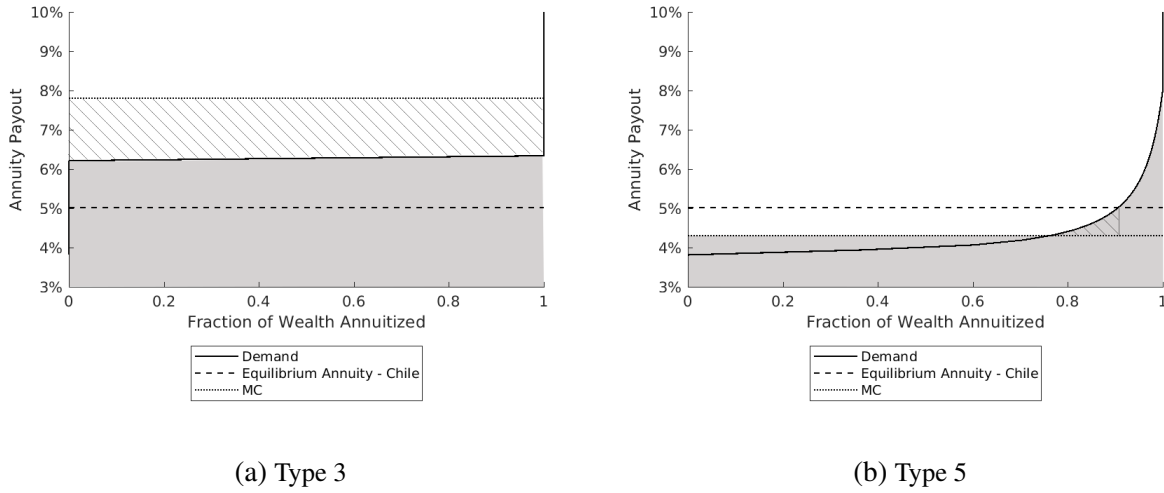 10%
9%
8%
7%
6%
5%
4%
3%
Annuity Payout
0
0.2
0.4
0.6
0.8
1
Fraction of Wealth Annuitized
Demand
Equilibrium Annuity - Chile
MC
(a) Type 3
10%
9%
8%
7%
6%
5%
4%
3%
Annuity Payout
0
0.2
0.4
0.6
0.8
1
Fraction of Wealth Annuitized
Demand
Equilibrium Annuity - Chile
MC
(b) Type 5